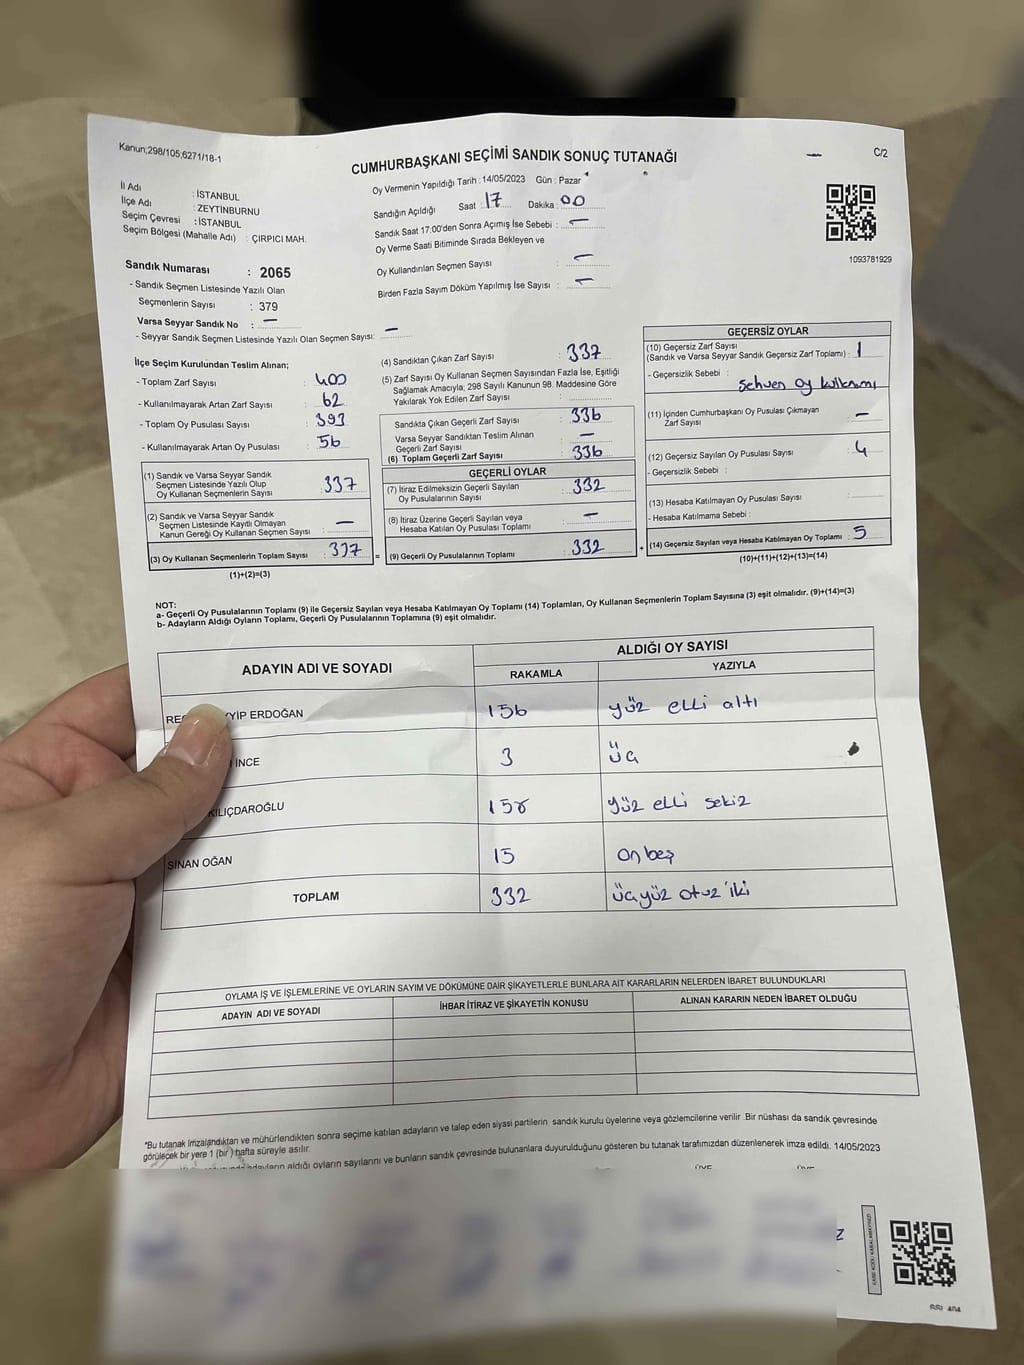 Kanun;298/105,6271/18-1
CUMHURBAŞKANI SEÇİMİ SANDIK SONUÇ TUTANAĞI
C/2
İl Adı : İSTANBUL
İlçe Adı : ZEYTİNBURNU
Seçim Çevresi : İSTANBUL
Seçim Bölgesi (Mahalle Adı) : ÇIRPICI MAH.
Oy Vermenin Yapıldığı Tarih : 14/05/2023 Gün : Pazar
Sandığın Açıldığı Saat : 17 Dakika : 00
Sandık Saat 17:00'den Sonra Açımış İse Sebebi : —
Oy Verme Saati Bitiminde Sırada Bekleyen ve
Oy Kullandırılan Seçmen Sayısı : —
Birden Fazla Sayım Döküm Yapılmış İse Sayısı : —
1093781929
Sandık Numarası : 2065
- Sandık Seçmen Listesinde Yazılı Olan
Seçmenlerin Sayısı : 379
Varsa Seyyar Sandık No : —
- Seyyar Sandık Seçmen Listesinde Yazılı Olan Seçmen Sayısı: —
İlçe Seçim Kurulundan Teslim Alınan;
- Toplam Zarf Sayısı : 400
- Kullanılmayarak Artan Zarf Sayısı : 62
- Toplam Oy Pusulası Sayısı : 393
- Kullanılmayarak Artan Oy Pusulası : 56
(1) Sandık ve Varsa Seyyar Sandık
Seçmen Listesinde Yazılı Olup
Oy Kullanan Seçmenlerin Sayısı : 337
(2) Sandık ve Varsa Seyyar Sandık
Seçmen Listesinde Kayıtlı Olmayan
Kanun Gereği Oy Kullanan Seçmen Sayısı : —
(3) Oy Kullanan Seçmenlerin Toplam Sayısı : 337 =
(1)+(2)=(3)
(4) Sandıktan Çıkan Zarf Sayısı : 337
(5) Zarf Sayısı Oy Kullanan Seçmen Sayısından Fazla İse, Eşitliği
Sağlamak Amacıyla; 298 Sayılı Kanunun 98. Maddesine Göre
Yakılarak Yok Edilen Zarf Sayısı :
Sandıkta Çıkan Geçerli Zarf Sayısı : 336
Varsa Seyyar Sandıktan Teslim Alınan
Geçerli Zarf Sayısı : —
(6) Toplam Geçerli Zarf Sayısı : 336
GEÇERLİ OYLAR
(7) İtiraz Edilmeksizin Geçerli Sayılan
Oy Pusulalarının Sayısı : 332
(8) İtiraz Üzerine Geçerli Sayılan veya
Hesaba Katılan Oy Pusulası Toplamı : —
(9) Geçerli Oy Pusulalarının Toplamı : 332 +
GEÇERSİZ OYLAR
(10) Geçersiz Zarf Sayısı
(Sandık ve Varsa Seyyar Sandık Geçersiz Zarf Toplamı) : 1
- Geçersizlik Sebebi :
Sehven oy kullanımı
(11) İçinden Cumhurbaşkanı Oy Pusulası Çıkmayan
Zarf Sayısı : —
(12) Geçersiz Sayılan Oy Pusulası Sayısı : 4
- Geçersizlik Sebebi :
(13) Hesaba Katılmayan Oy Pusulası Sayısı :
- Hesaba Katılmama Sebebi :
(14) Geçersiz Sayılan veya Hesaba Katılmayan Oy Toplamı : 5
(10)+(11)+(12)+(13)=(14)
NOT:
a- Geçerli Oy Pusulalarının Toplamı (9) ile Geçersiz Sayılan veya Hesaba Katılmayan Oy Toplamı (14) Toplamları, Oy Kullanan Seçmenlerin Toplam Sayısına (3) eşit olmalıdır. (9)+(14)=(3)
b- Adayların Aldığı Oyların Toplamı, Geçerli Oy Pusulalarının Toplamına (9) eşit olmalıdır.
ADAYIN ADI VE SOYADI
ALDIĞI OY SAYISI
RAKAMLA YAZIYLA
YİP ERDOĞAN 156 yüz elli altı
İNCE 3 üç
KILIÇDAROĞLU 158 yüz elli sekiz
SİNAN OĞAN 15 on beş
TOPLAM 332 üçyüz otuz iki
OYLAMA İŞ VE İŞLEMLERİNE VE OYLARIN SAYIM VE DÖKÜMÜNE DAİR ŞİKAYETLERLE BUNLARA AİT KARARLARIN NELERDEN İBARET BULUNDUKLARI
ADAYIN ADI VE SOYADI İHBAR İTİRAZ VE ŞİKAYETİN KONUSU ALINAN KARARIN NEDEN İBARET OLDUĞU
*Bu tutanak İmzalandıktan ve mühürlendikten sonra seçime katılan adayların ve talep eden siyasi partilerin sandık kurulu üyelerine veya gözlemcilerine verilir .Bir nüshası da sandık çevresinde
görülecek bir yere 1 (bir ) hafta süreyle asılır.
adayların aldığı oyların sayılarını ve bunların sandık çevresinde bulunanlara duyurulduğunu gösteren bu tutanak tarafımızdan düzenlenerek imza edildi. 14/05/2023
ÜYE ÜYE